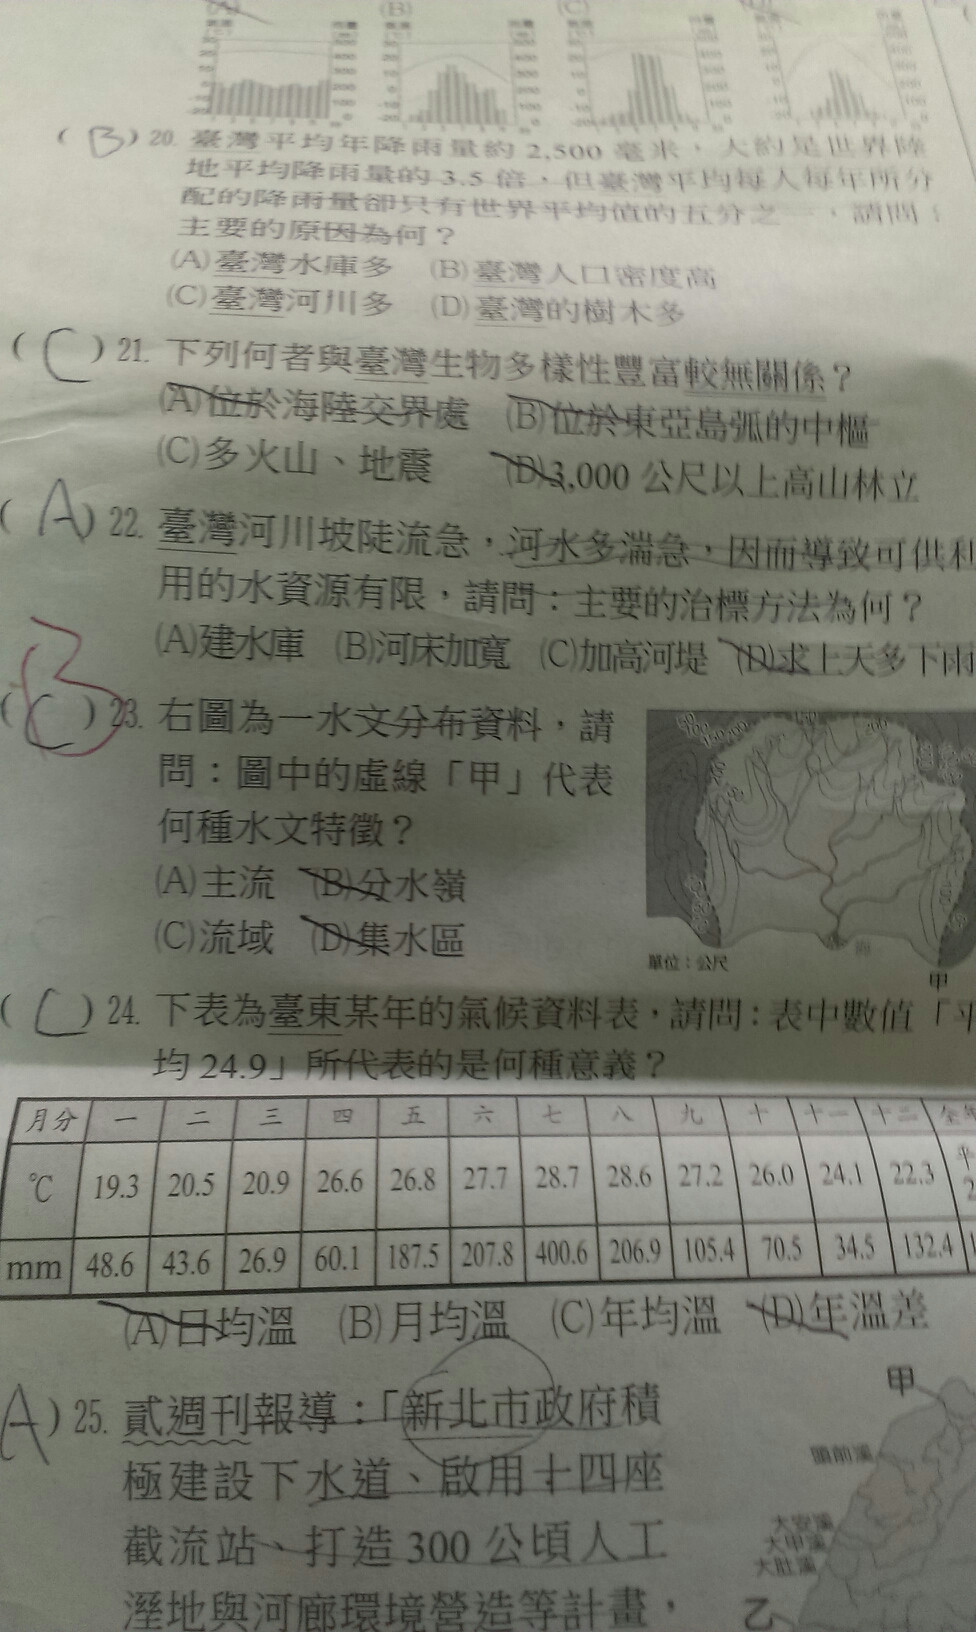 (A) (B) (C) (D)
(B) 20. 臺灣平均年降雨量約 2,500 毫米，大約是世界陸
地平均降雨量的 3.5 倍，但臺灣平均每人每年所分
配的降雨量卻只有世界平均值的五分之一，請問
主要的原因為何？
(A)臺灣水庫多 (B)臺灣人口密度高
(C)臺灣河川多 (D)臺灣的樹木多
(C) 21. 下列何者與臺灣生物多樣性豐富較無關係？
(A)位於海陸交界處 (B)位於東亞島弧的中樞
(C)多火山、地震 (D)3,000 公尺以上高山林立
(A) 22. 臺灣河川坡陡流急，河水多湍急，因而導致可供利
用的水資源有限，請問：主要的治標方法為何？
(A)建水庫 (B)河床加寬 (C)加高河堤 (D)求上天多下雨
B
(C) 23. 右圖為一水文分布資料，請
問：圖中的虛線「甲」代表
何種水文特徵？
(A)主流 (B)分水嶺
(C)流域 (D)集水區
海
單位：公尺
甲
(C) 24. 下表為臺東某年的氣候資料表，請問：表中數值「平
均 24.9」所代表的是何種意義？
月分 一 二 三 四 五 六 七 八 九 十 十一 十二 全年
℃ 19.3 20.5 20.9 26.6 26.8 27.7 28.7 28.6 27.2 26.0 24.1 22.3 平
mm 48.6 43.6 26.9 60.1 187.5 207.8 400.6 206.9 105.4 70.5 34.5 132.4
(A)日均溫 (B)月均溫 (C)年均溫 (D)年溫差
(A) 25. 貳週刊報導：「新北市政府積
極建設下水道、啟用十四座
截流站、打造 300 公頃人工
溼地與河廊環境營造等計畫，
甲
頭前溪
大安溪
大甲溪
大肚溪
乙